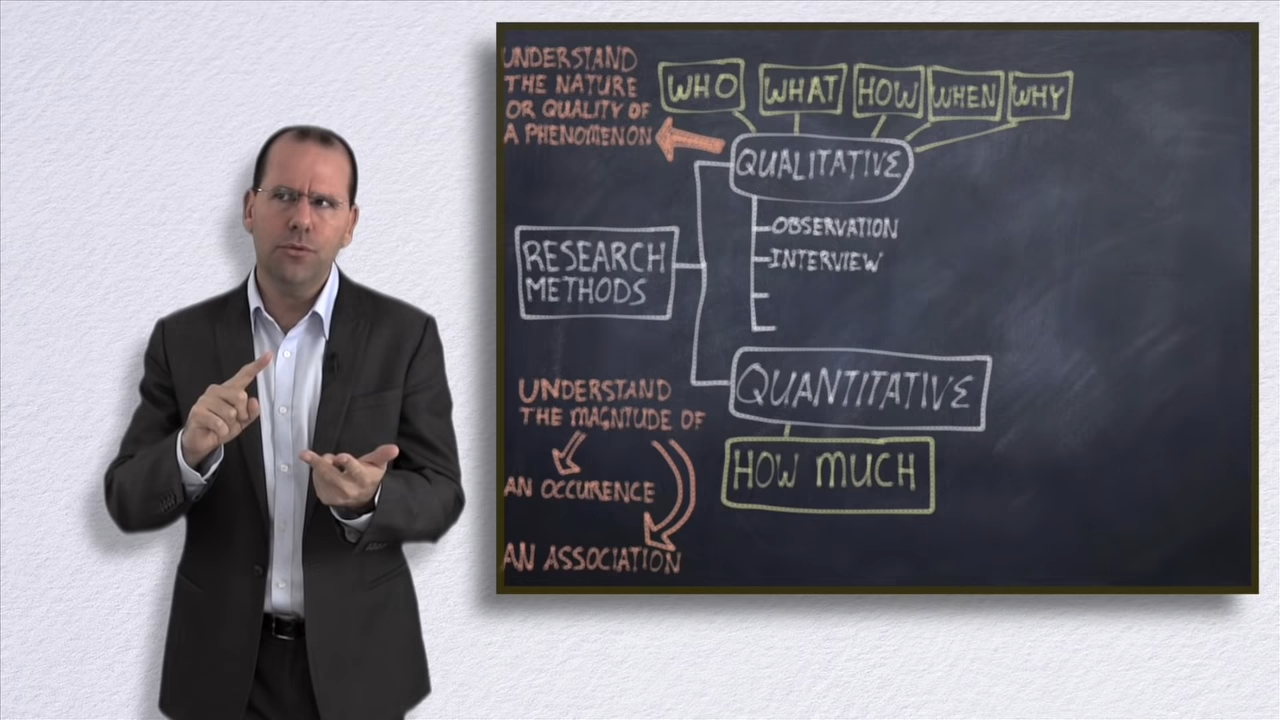 UNDERSTAND
THE NATURE
OR QUALITY OF
A PHENOMENON
WHO
WHAT
HOW
WHEN
WHY
QUALITATIVE
OBSERVATION
INTERVIEW
RESEARCH
METHODS
QUANTITATIVE
UNDERSTAND
THE MAGNITUDE OF
AN OCCURENCE
AN ASSOCIATION
HOW MUCH